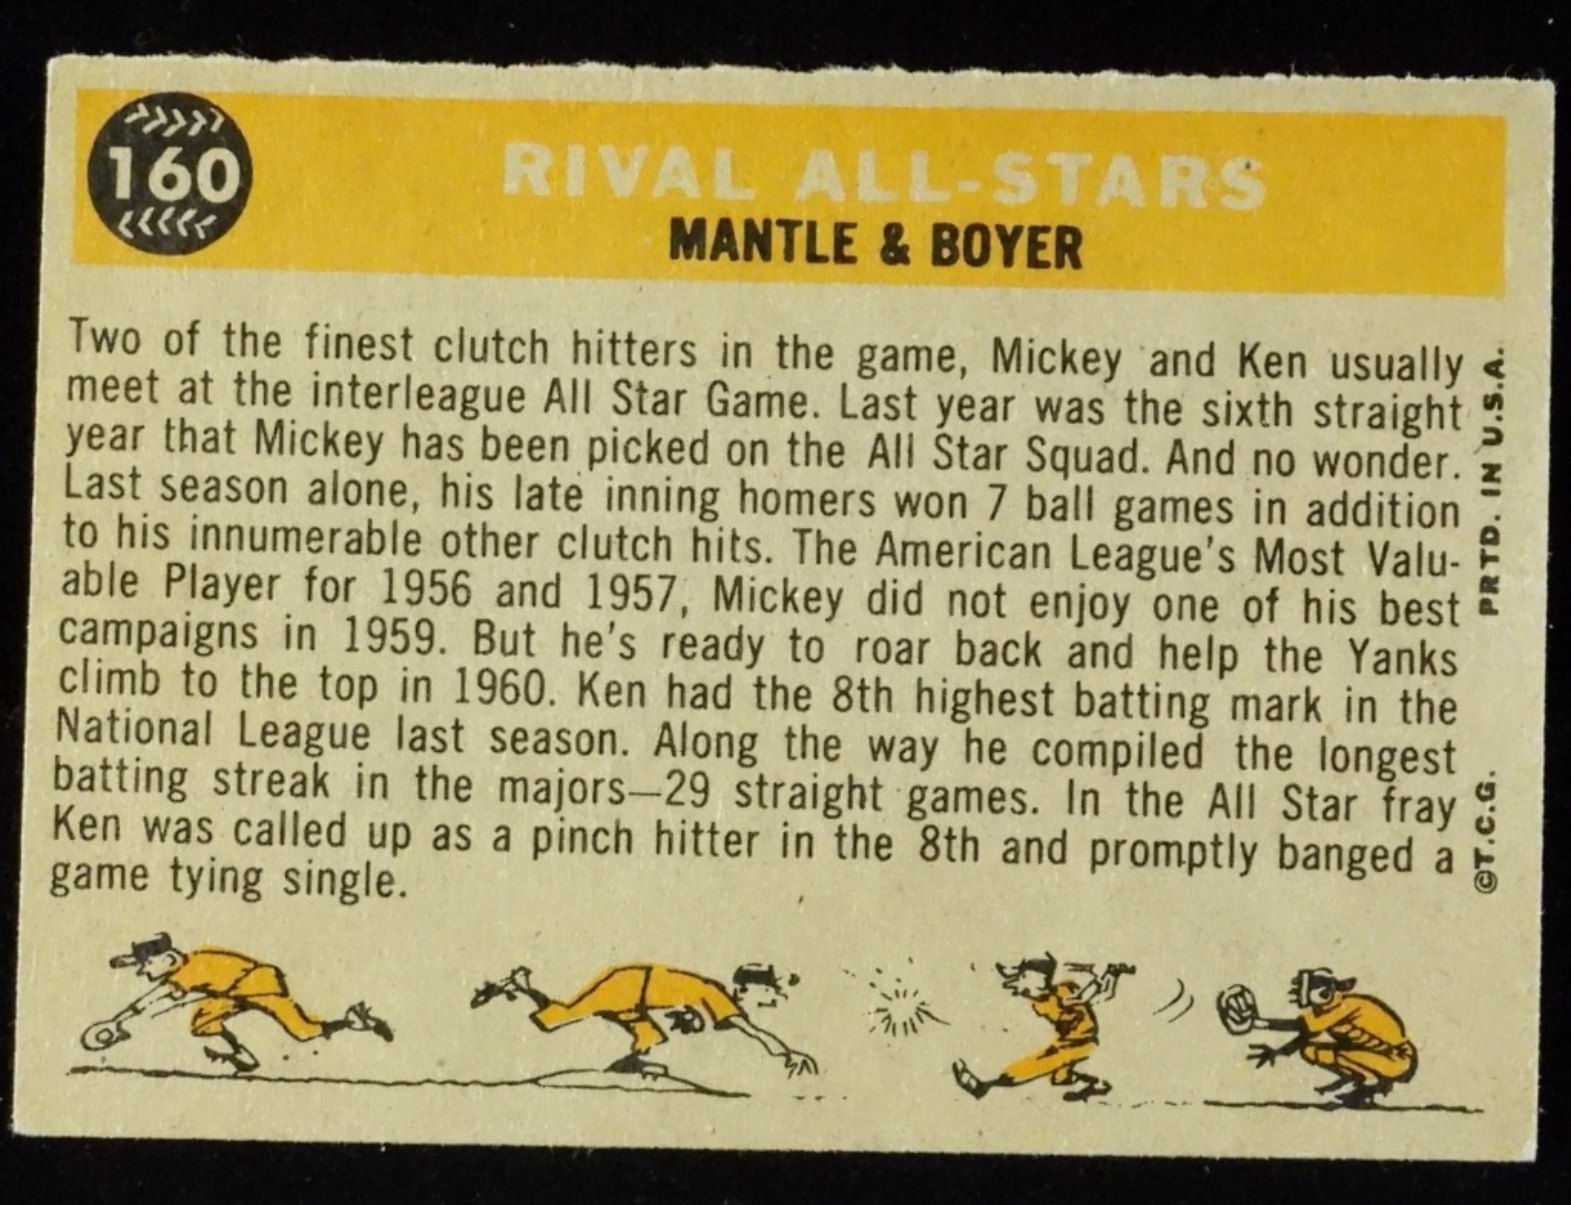 160
RIVAL ALL-STARS
MANTLE & BOYER
Two of the finest clutch hitters in the game, Mickey and Ken usually
meet at the interleague All Star Game. Last year was the sixth straight
year that Mickey has been picked on the All Star Squad. And no wonder.
Last season alone, his late inning homers won 7 ball games in addition
to his innumerable other clutch hits. The American League's Most Valu-
able Player for 1956 and 1957, Mickey did not enjoy one of his best
campaigns in 1959. But he's ready to roar back and help the Yanks
climb to the top in 1960. Ken had the 8th highest batting mark in the
National League last season. Along the way he compiled the longest
batting streak in the majors—29 straight games. In the All Star fray
Ken was called up as a pinch hitter in the 8th and promptly banged a
game tying single.
©T.C.G. PRTD. IN U.S.A.